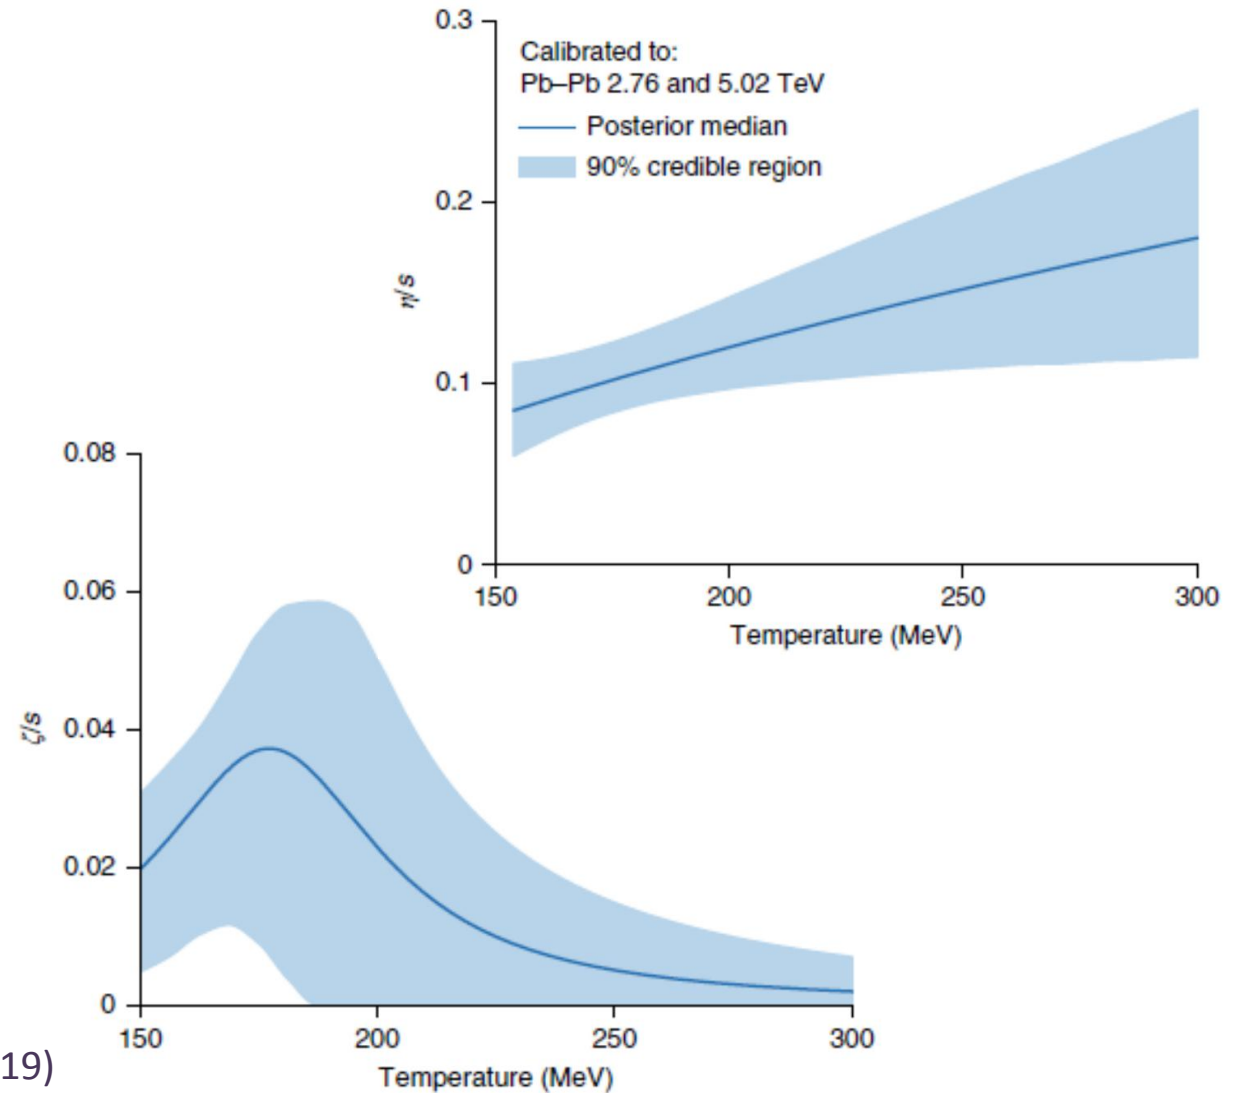 0.3
Calibrated to:
Pb–Pb 2.76 and 5.02 TeV
Posterior median
90% credible region
0.2
η/s
0.1
0
150 200 250 300
Temperature (MeV)
0.08
0.06
ζ/s
0.04
0.02
0
150 200 250 300
Temperature (MeV)
19)